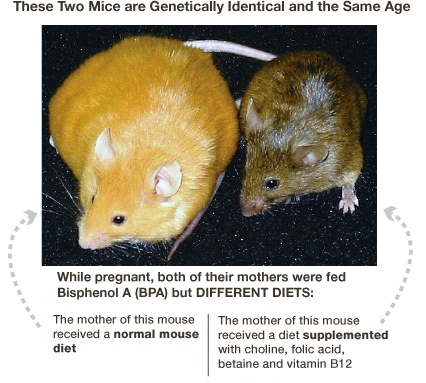 These Two Mice are Genetically Identical and the Same Age
While pregnant, both of their mothers were fed
Bisphenol A (BPA) but DIFFERENT DIETS:
The mother of this mouse
received a normal mouse
diet
The mother of this mouse
received a diet supplemented
with choline, folic acid,
betaine and vitamin B12